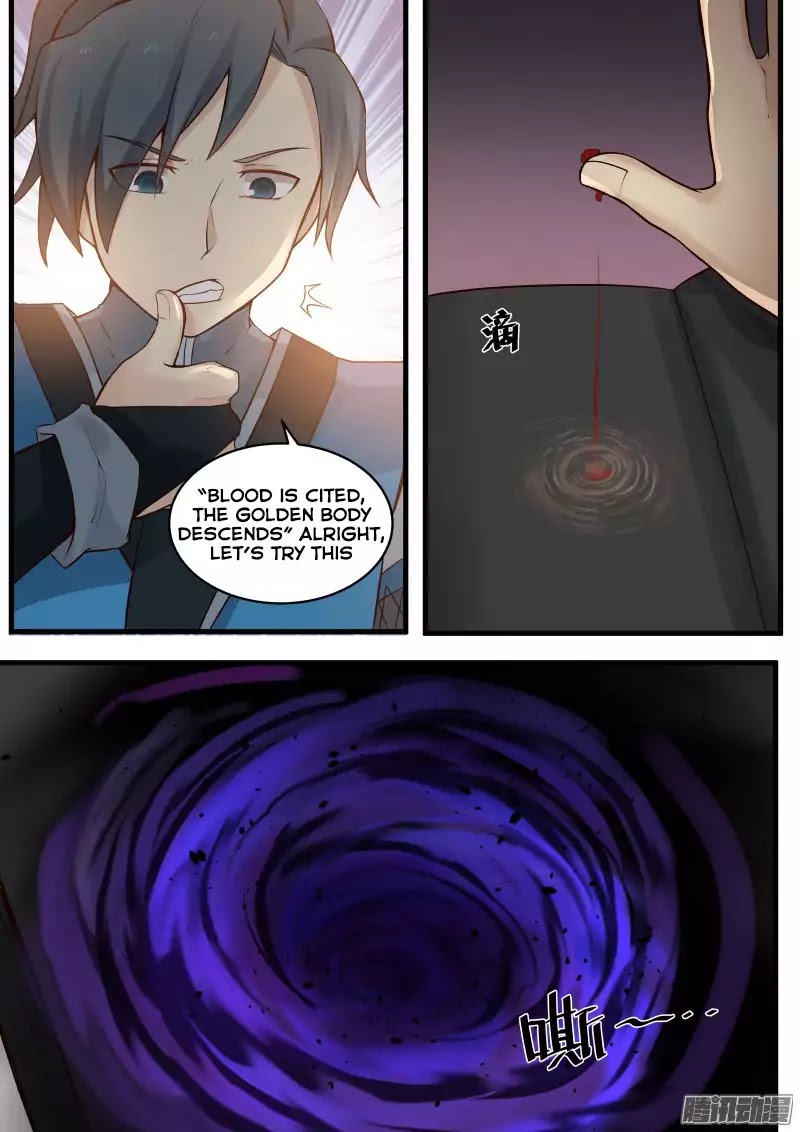 滴
"BLOOD IS CITED,
THE GOLDEN BODY
DESCENDS" ALRIGHT,
LET'S TRY THIS
嘶~··
腾讯动漫